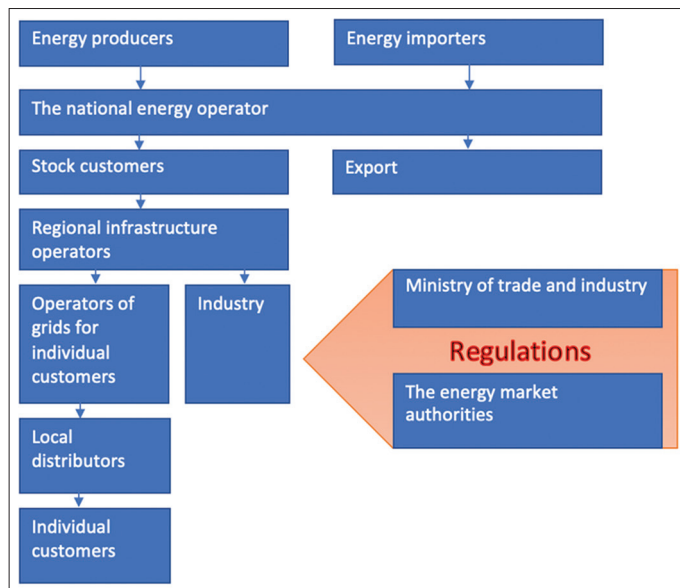 Energy producers
Energy importers
The national energy operator
Stock customers
Export
Regional infrastructure
operators
Operators of
grids for
individual
customers
Industry
Ministry of trade and industry
Regulations
The energy market
authorities
Local
distributors
Individual
customers